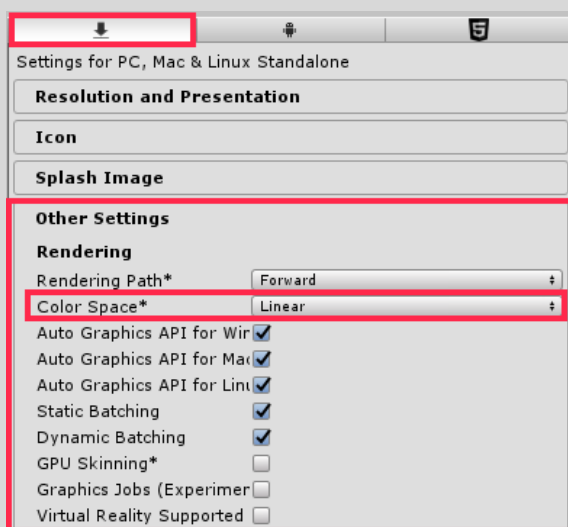 5
Settings for PC, Mac & Linux Standalone
Resolution and Presentation
Icon
Splash Image
Other Settings
Rendering
Rendering Path* Forward
Color Space* Linear
Auto Graphics API for Wir
Auto Graphics API for Mac
Auto Graphics API for Linu
Static Batching
Dynamic Batching
GPU Skinning*
Graphics Jobs (Experimer
Virtual Reality Supported